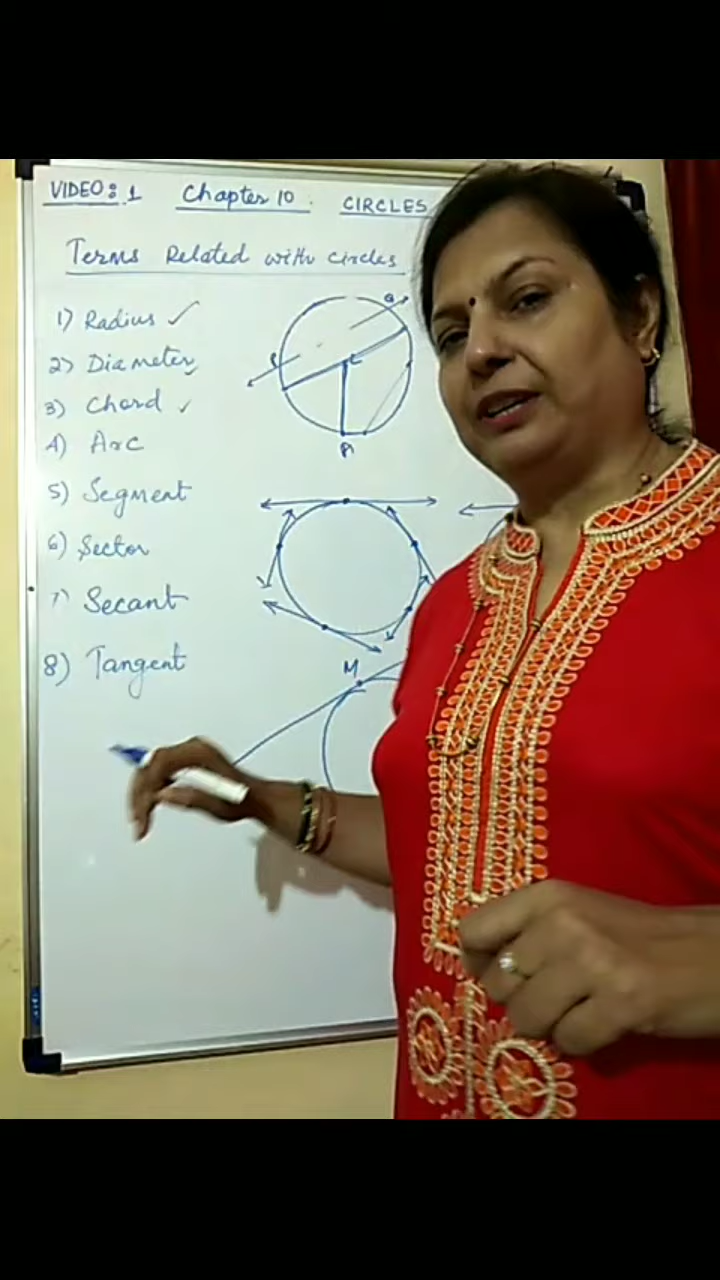 VIDEO: 1 Chapter 10 : CIRCLES
Terms Related with circles
1) Radius ✓
2) Diameter ✓
3) Chord ✓
4) Arc
5) Segment
6) Sector
7) Secant
8) Tangent
M